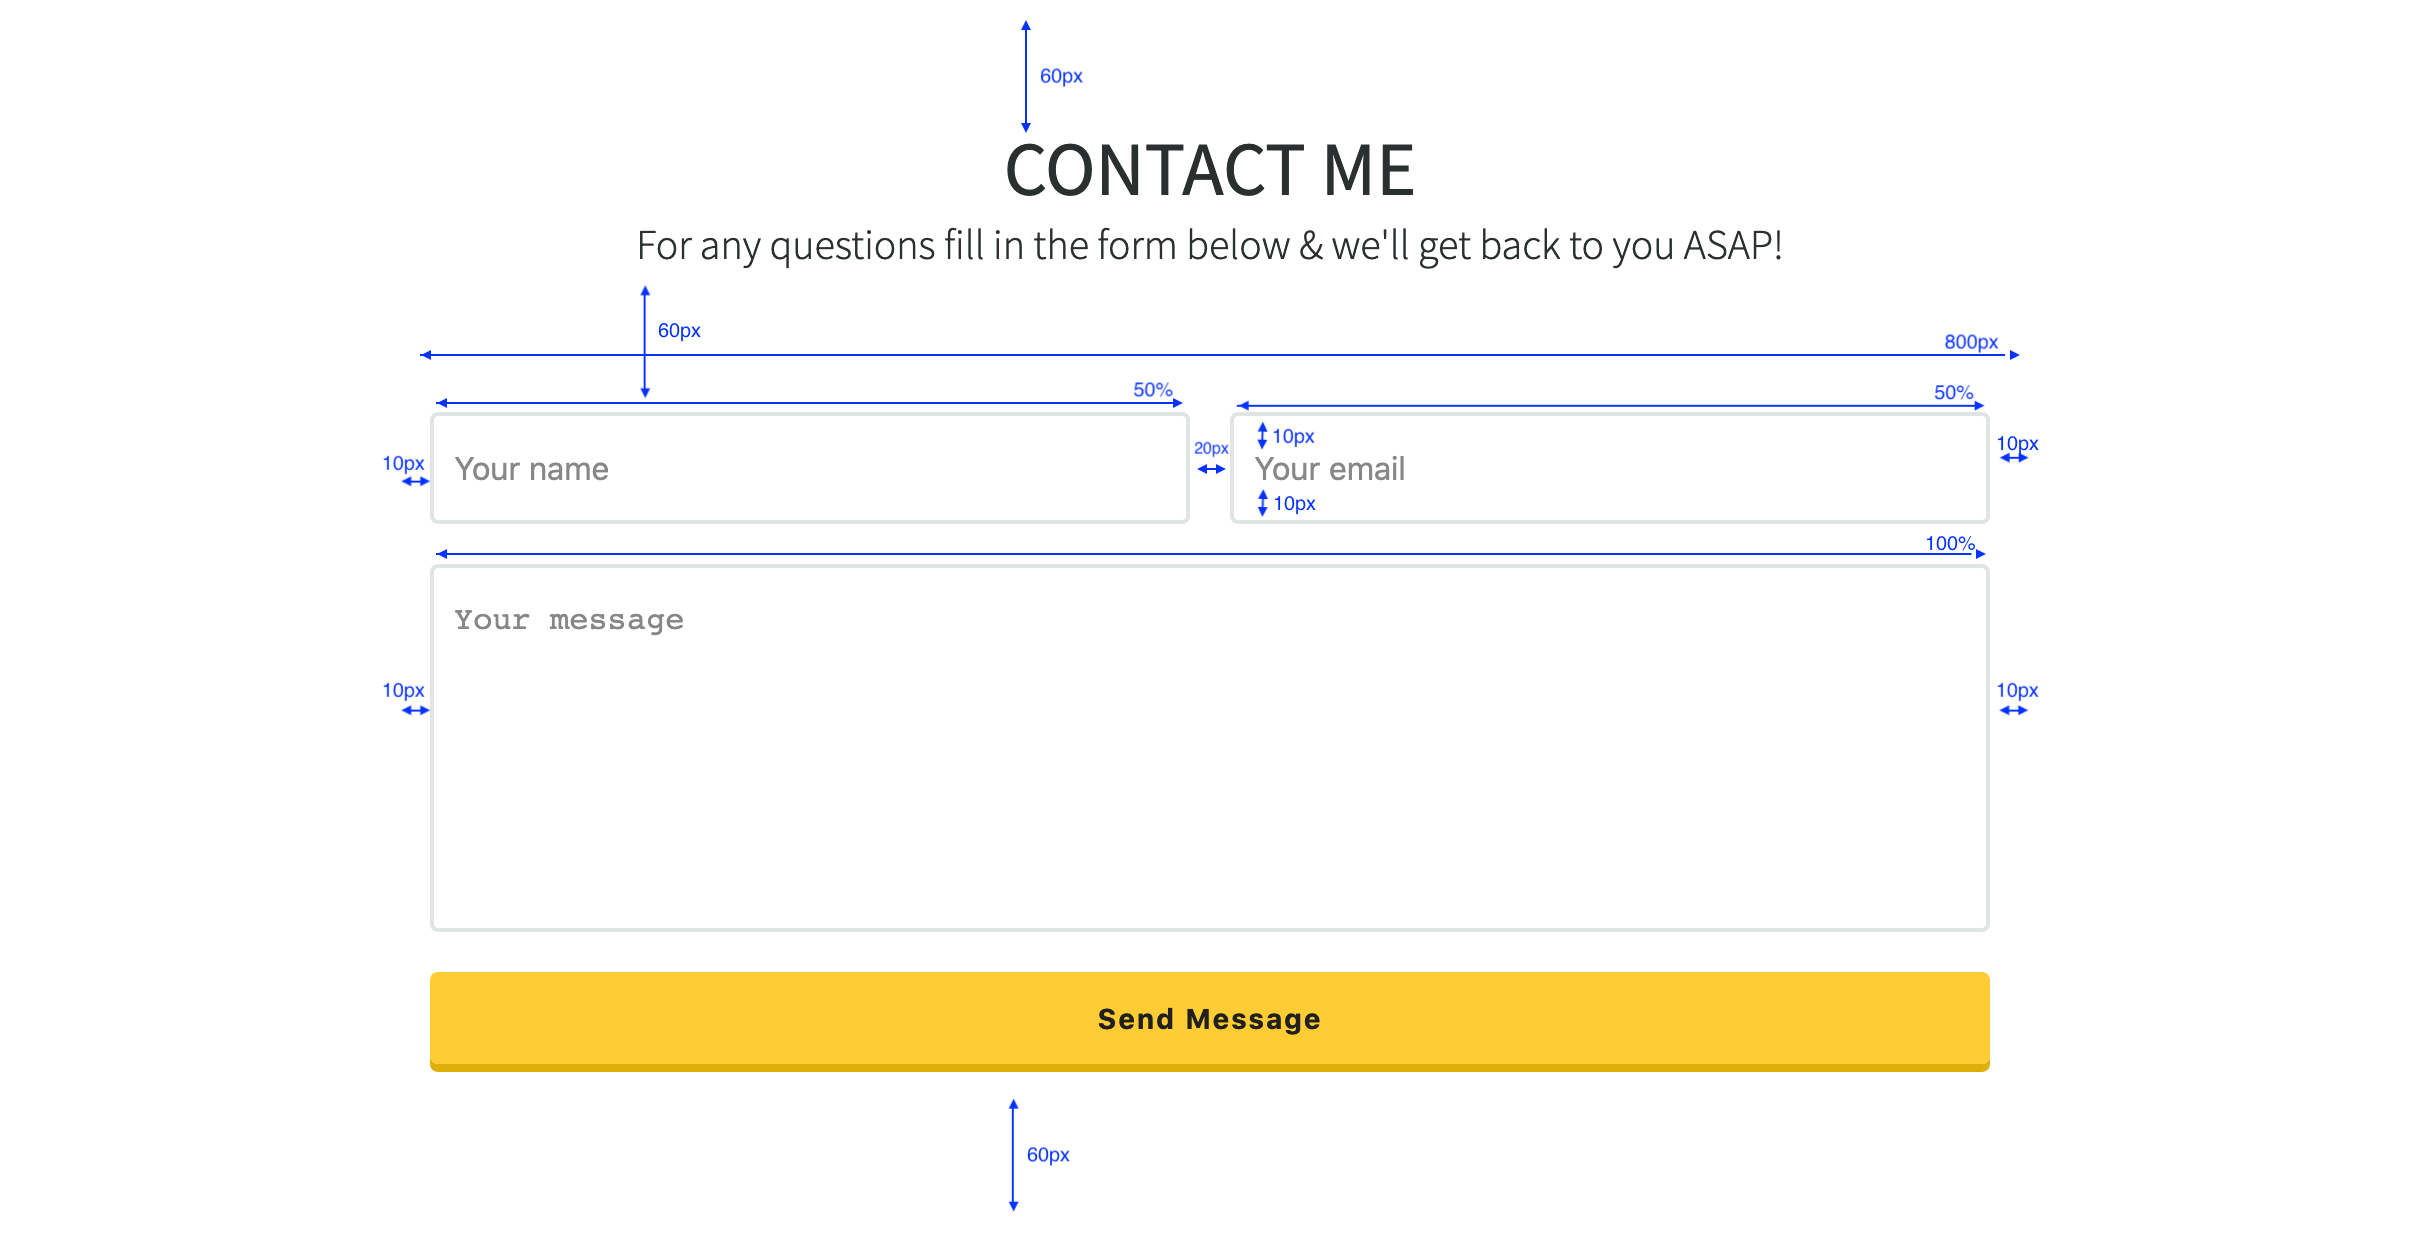 60px
CONTACT ME
For any questions fill in the form below & we'll get back to you ASAP!
60px
800px
50%
50%
10px
Your name
20px
10px
Your email
10px
10px
100%
Your message
10px
10px
Send Message
60px